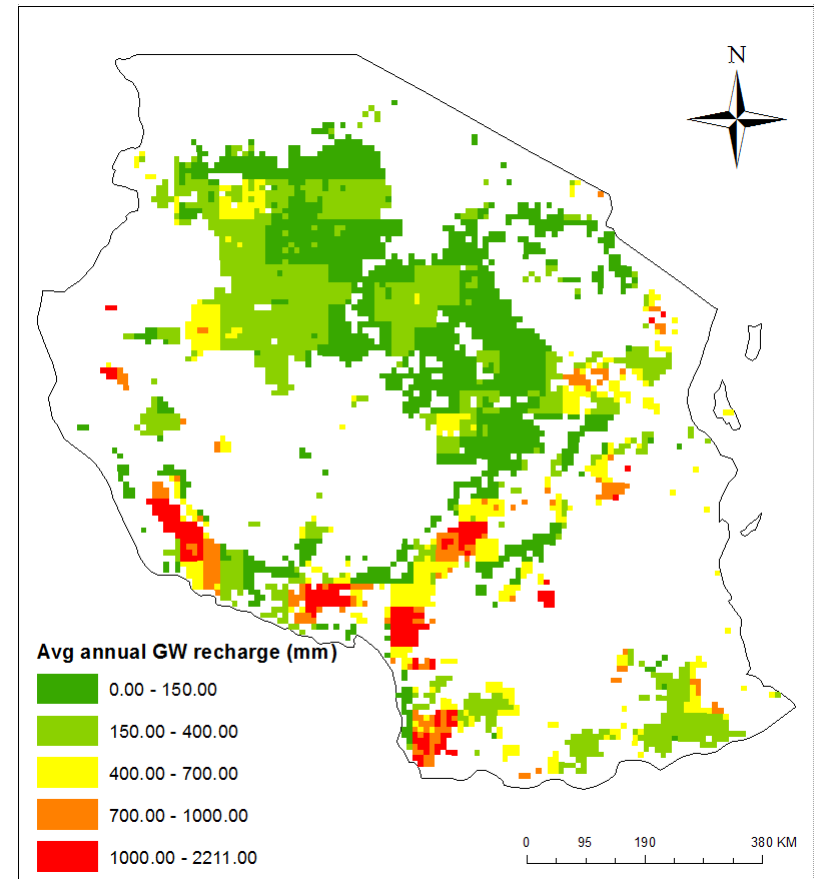 N
Avg annual GW recharge (mm)
0.00 - 150.00
150.00 - 400.00
400.00 - 700.00
700.00 - 1000.00
1000.00 - 2211.00
0 95 190 380 KM